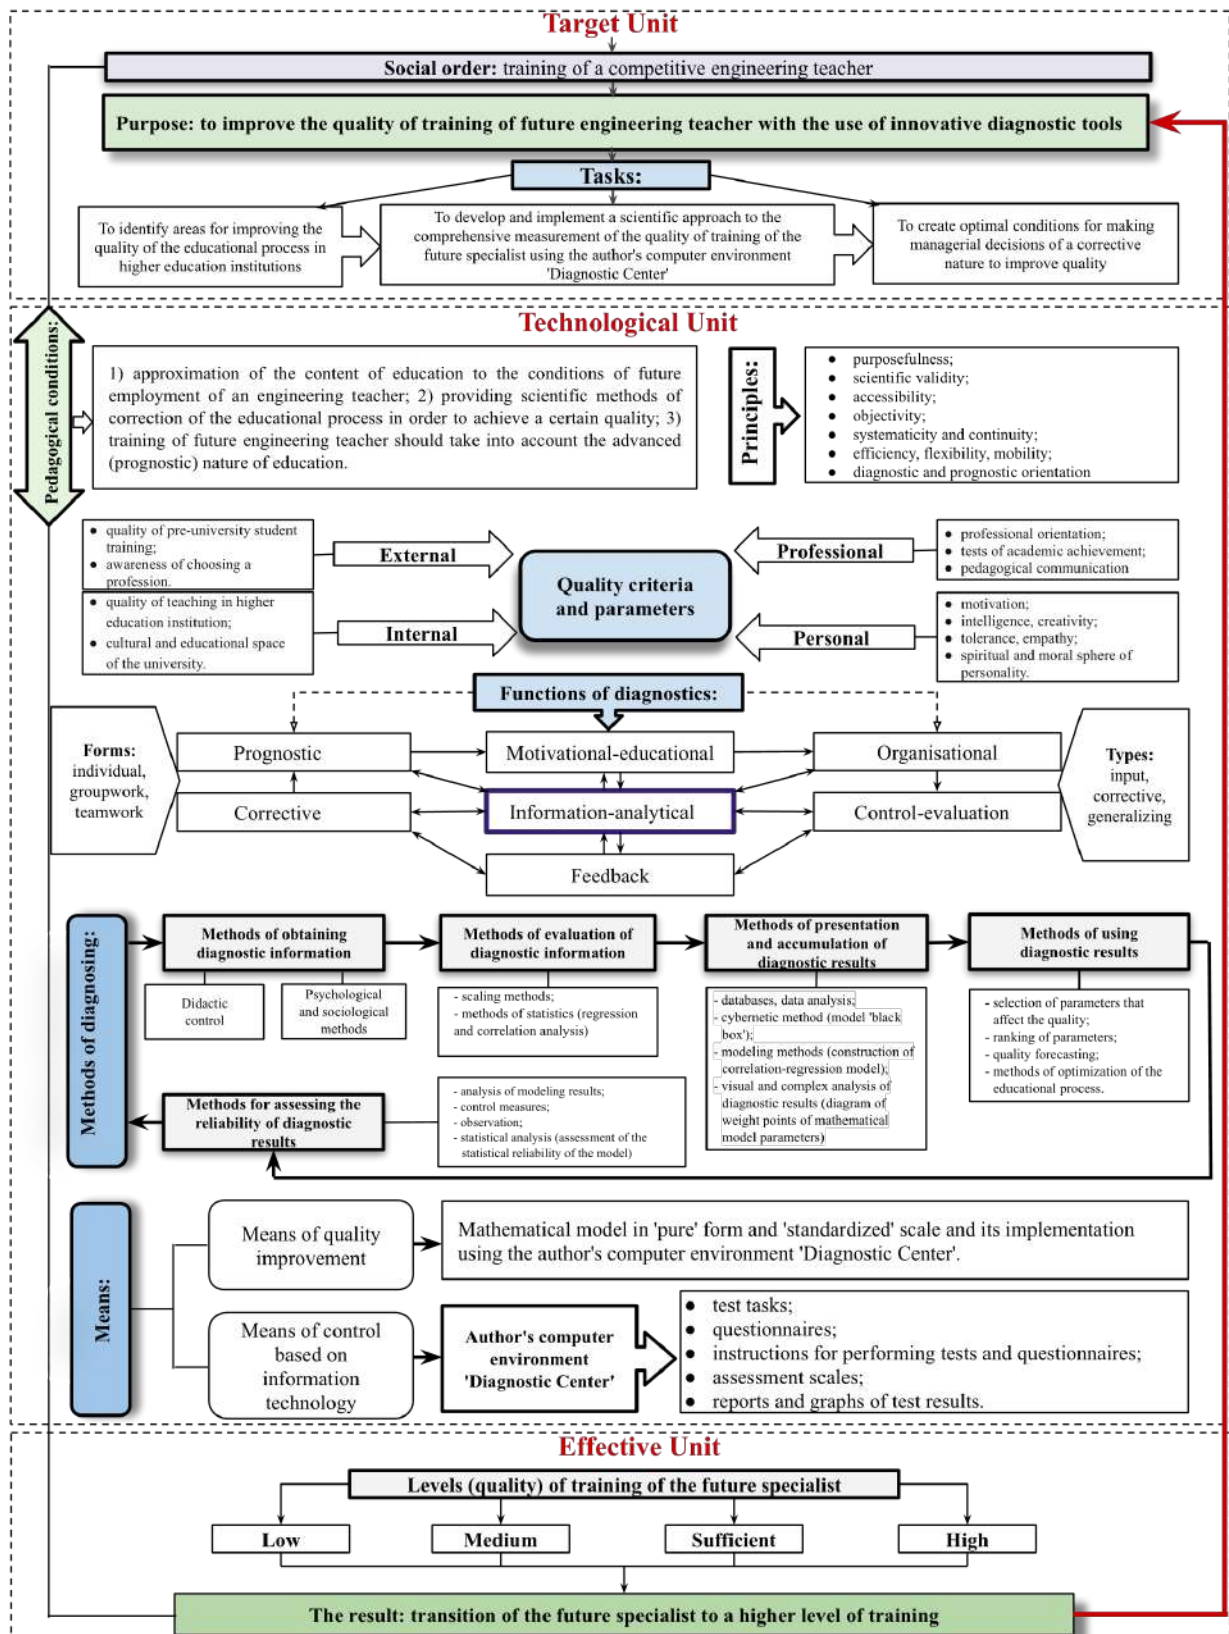 Target Unit
Social order: training of a competitive engineering teacher
Purpose: to improve the quality of training of future engineering teacher with the use of innovative diagnostic tools
Tasks:
To identify areas for improving the
quality of the educational process in
higher education institutions
To develop and implement a scientific approach to the
comprehensive measurement of the quality of training of the
future specialist using the author's computer environment
'Diagnostic Center'
To create optimal conditions for making
managerial decisions of a corrective
nature to improve quality
Technological Unit
Pedagogical conditions:
1) approximation of the content of education to the conditions of future
employment of an engineering teacher; 2) providing scientific methods of
correction of the educational process in order to achieve a certain quality; 3)
training of future engineering teacher should take into account the advanced
(prognostic) nature of education.
Principles:
● purposefulness;
● scientific validity;
● accessibility;
● objectivity;
● systematicity and continuity;
● efficiency, flexibility, mobility;
● diagnostic and prognostic orientation
● quality of pre-university student
training;
● awareness of choosing a
profession.
External
● quality of teaching in higher
education institution;
● cultural and educational space
of the university.
Internal
Quality criteria
and parameters
Professional
● professional orientation;
● tests of academic achievement;
● pedagogical communication
Personal
● motivation;
● intelligence, creativity;
● tolerance, empathy;
● spiritual and moral sphere of
personality.
Functions of diagnostics:
Forms:
individual,
groupwork,
teamwork
Prognostic
Motivational-educational
Organisational
Corrective
Information-analytical
Control-evaluation
Feedback
Types:
input,
corrective,
generalizing
Methods of diagnosing:
Methods of obtaining
diagnostic information
Didactic
control
Psychological
and sociological
methods
Methods of evaluation of
diagnostic information
- scaling methods;
- methods of statistics (regression
and correlation analysis)
Methods of presentation
and accumulation of
diagnostic results
- databases, data analysis;
- cybernetic method (model 'black
box');
- modeling methods (construction of
correlation-regression model);
- visual and complex analysis of
diagnostic results (diagram of
weight points of mathematical
model parameters)
Methods of using
diagnostic results
- selection of parameters that
affect the quality;
- ranking of parameters;
- quality forecasting;
- methods of optimization of the
educational process.
Methods for assessing the
reliability of diagnostic
results
- analysis of modeling results;
- control measures;
- observation;
- statistical analysis (assessment of the
statistical reliability of the model)
Means:
Means of quality
improvement
Mathematical model in 'pure' form and 'standardized' scale and its implementation
using the author's computer environment 'Diagnostic Center'.
Means of control
based on
information
technology
Author's computer
environment
'Diagnostic Center'
● test tasks;
● questionnaires;
● instructions for performing tests and questionnaires;
● assessment scales;
● reports and graphs of test results.
Effective Unit
Levels (quality) of training of the future specialist
Low
Medium
Sufficient
High
The result: transition of the future specialist to a higher level of training